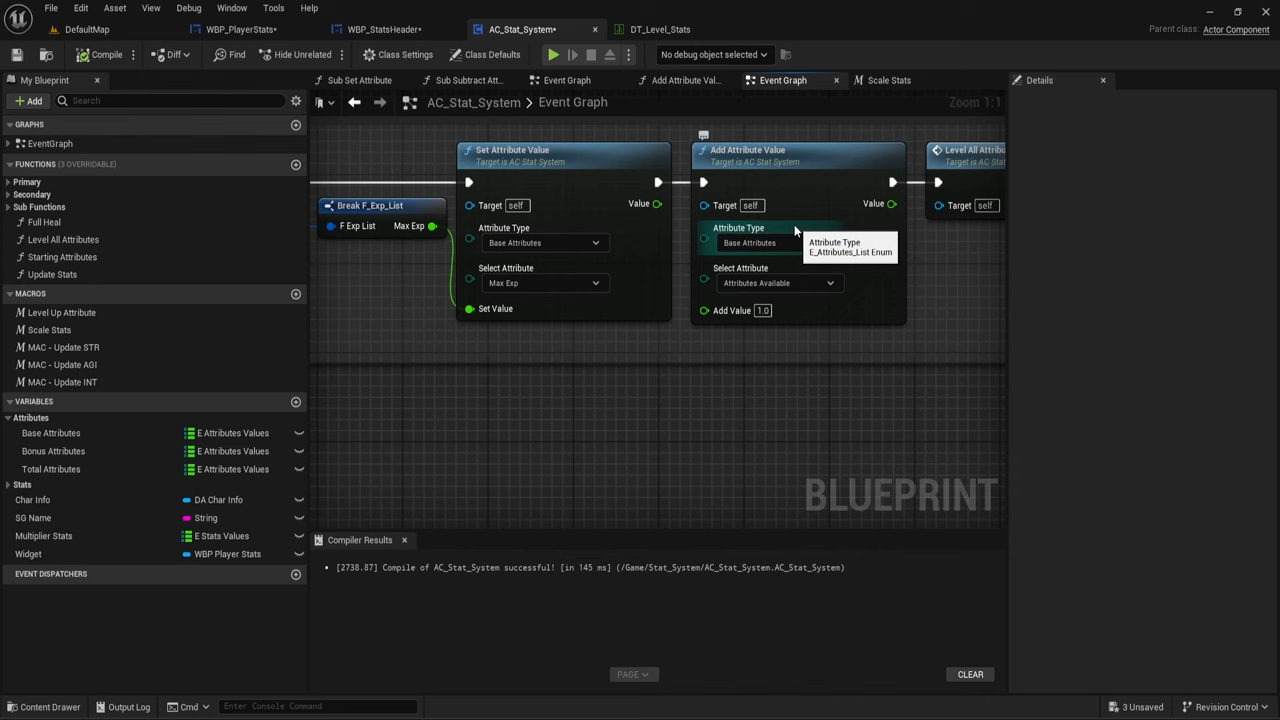 File Edit Asset View Debug Window Tools Help
DefaultMap WBP_PlayerStats* WBP_StatsHeader* AC_Stat_System* DT_Level_Stats Parent class: Actor Component
Compile Diff Find Hide Unrelated Class Settings Class Defaults No debug object selected
My Blueprint Sub Set Attribute Sub Subtract Att... Event Graph Add Attribute Val... Event Graph Scale Stats Details
Add Search AC_Stat_System > Event Graph Zoom 1:1
GRAPHS
EventGraph
FUNCTIONS (3 OVERRIDABLE)
Primary
Secondary
Sub Functions
Full Heal
Level All Attributes
Starting Attributes
Update Stats
MACROS
Level Up Attribute
Scale Stats
MAC - Update STR
MAC - Update AGI
MAC - Update INT
VARIABLES
Attributes
Base Attributes E Attributes Values
Bonus Attributes E Attributes Values
Total Attributes E Attributes Values
Stats
Char Info DA Char Info
SG Name String
Multiplier Stats E Stats Values
Widget WBP Player Stats
EVENT DISPATCHERS
Break F_Exp_List
F Exp List Max Exp
Set Attribute Value
Target is AC Stat System
Target self Value
Attribute Type
Base Attributes
Select Attribute
Max Exp
Set Value
Add Attribute Value
Target is AC Stat System
Target self Value
Attribute Type
Base Attributes
Select Attribute
Attributes Available
Add Value 1.0
Attribute Type
E_Attributes_List Enum
Level All Attribu
Target self
BLUEPRINT
Compiler Results
[2738.87] Compile of AC_Stat_System successful! [in 145 ms] (/Game/Stat_System/AC_Stat_System.AC_Stat_System)
PAGE CLEAR
Content Drawer Output Log Cmd Enter Console Command 3 Unsaved Revision Control